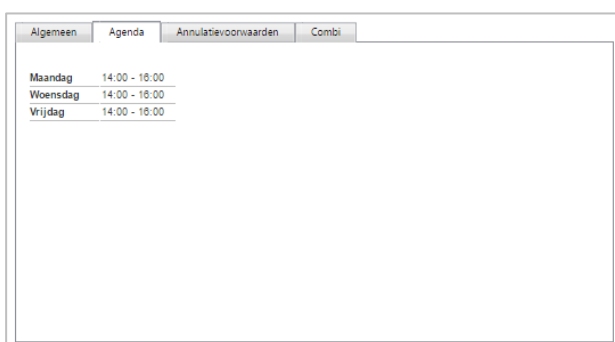 Algemeen Agenda Annulatievoorwaarden Combi
Maandag 14:00 - 16:00
Woensdag 14:00 - 16:00
Vrijdag 14:00 - 16:00